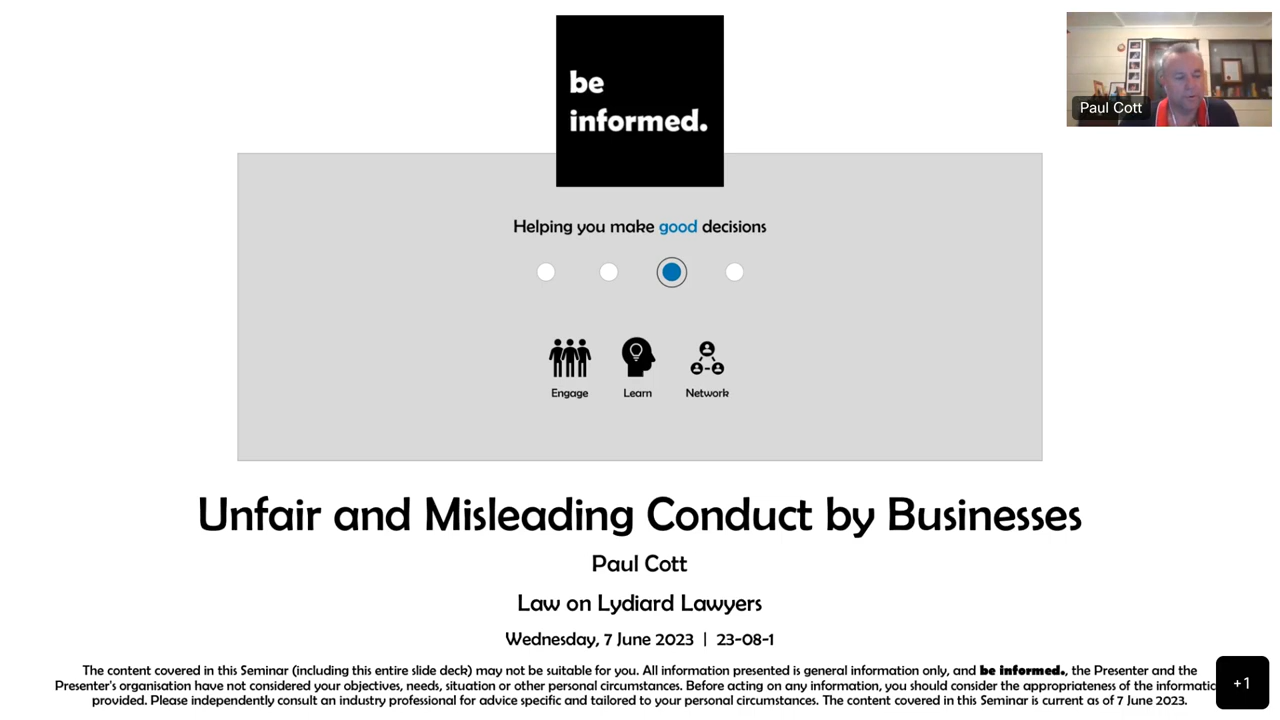 be
informed.
Paul Cott
Helping you make good decisions
Engage
Learn
Network
Unfair and Misleading Conduct by Businesses
Paul Cott
Law on Lydiard Lawyers
Wednesday, 7 June 2023 | 23-08-1
The content covered in this Seminar (including this entire slide deck) may not be suitable for you. All information presented is general information only, and be informed., the Presenter and the
Presenter's organisation have not considered your objectives, needs, situation or other personal circumstances. Before acting on any information, you should consider the appropriateness of the informatio
provided. Please independently consult an industry professional for advice specific and tailored to your personal circumstances. The content covered in this Seminar is current as of 7 June 2023.
+1